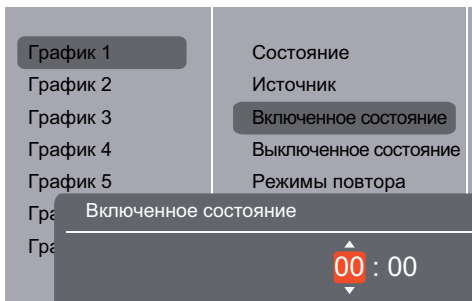 График 1
График 2
График 3
График 4
График 5
Состояние
Источник
Включенное состояние
Выключенное состояние
Режимы повтора
Включенное состояние
00 : 00